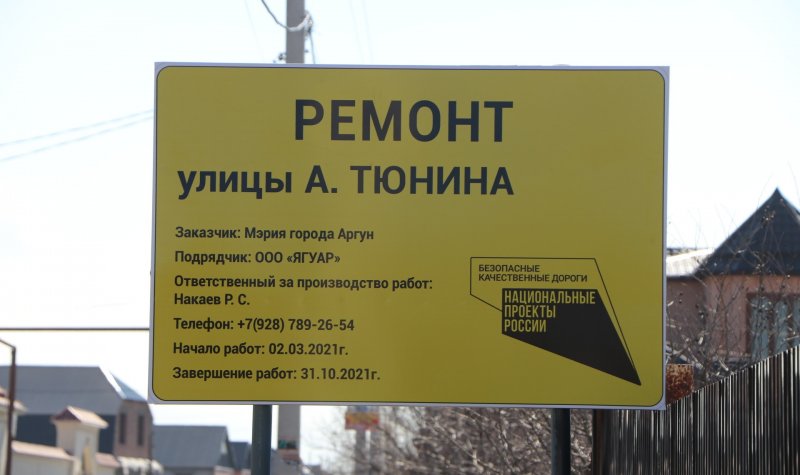 РЕМОНТ
улицы А. ТЮНИНА
Заказчик: Мэрия города Аргун
Подрядчик: ООО «ЯГУАР»
Ответственный за производство работ:
Накаев Р. С.
Телефон: +7(928) 789-26-54
Начало работ: 02.03.2021г.
Завершение работ: 31.10.2021г.
БЕЗОПАСНЫЕ
КАЧЕСТВЕННЫЕ ДОРОГИ
НАЦИОНАЛЬНЫЕ
ПРОЕКТЫ
РОССИИ